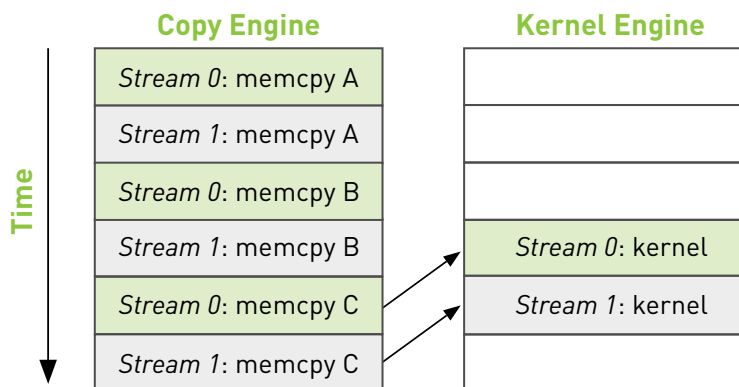 Copy Engine
Kernel Engine
Time
Stream 0: memcpy A
Stream 1: memcpy A
Stream 0: memcpy B
Stream 1: memcpy B
Stream 0: kernel
Stream 0: memcpy C
Stream 1: kernel
Stream 1: memcpy C